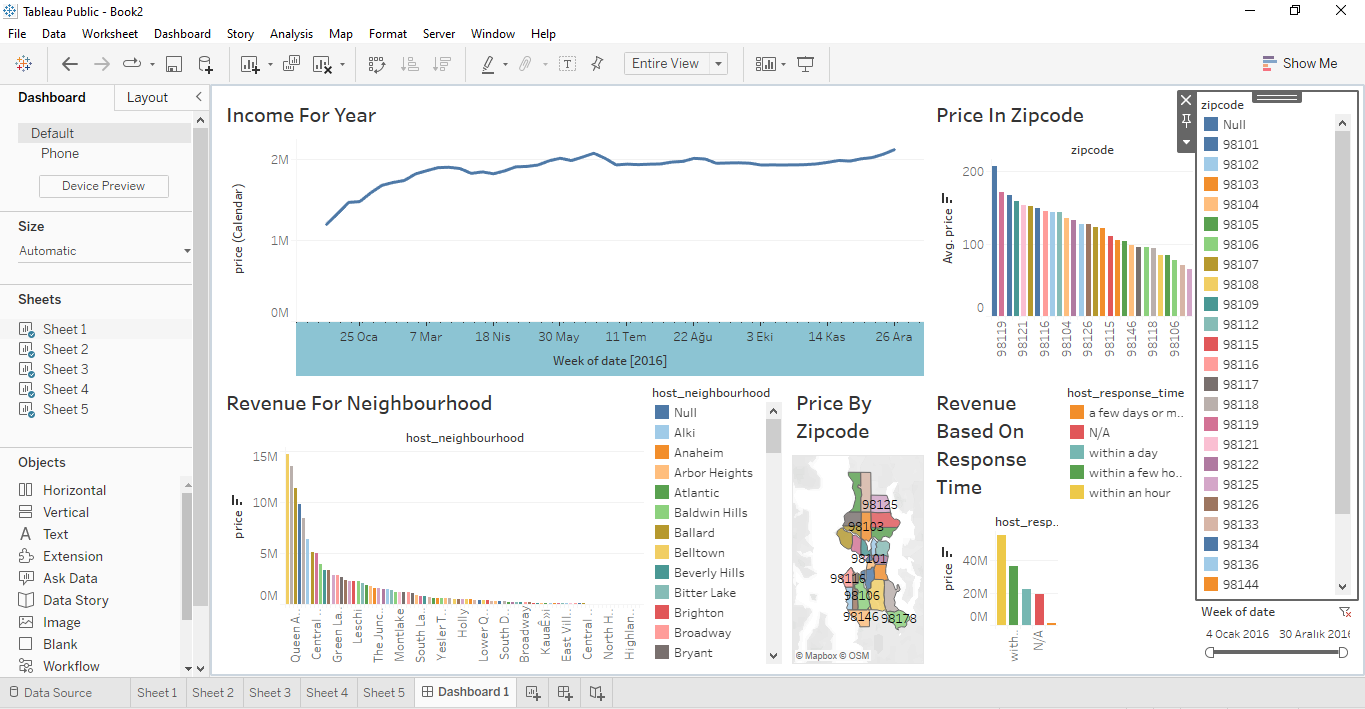 Tableau Public - Book2
File Data Worksheet Dashboard Story Analysis Map Format Server Window Help
Entire View
Show Me
Dashboard Layout
Default
Phone
Device Preview
Size
Automatic
Sheets
Sheet 1
Sheet 2
Sheet 3
Sheet 4
Sheet 5
Objects
Horizontal
Vertical
Text
Extension
Ask Data
Data Story
Image
Blank
Workflow
Income For Year
price (Calendar)
2M
1M
0M
25 Oca 7 Mar 18 Nis 30 May 11 Tem 22 Ağu 3 Eki 14 Kas 26 Ara
Week of date [2016]
Price In Zipcode
zipcode
Avg. price
200
100
0
98119 98121 98116 98104 98126 98115 98146 98118 98106
zipcode
Null
98101
98102
98103
98104
98105
98106
98107
98108
98109
98112
98115
98116
98117
98118
98119
98121
98122
98125
98126
98133
98134
98136
98144
Week of date
4 Ocak 2016 30 Aralık 2016
Revenue For Neighbourhood
host_neighbourhood
price
15M
10M
5M
0M
Queen A.. Central .. Green La.. Leschi The Junc.. Montlake South La.. Yesler T.. Holly Lower Q.. South D.. Broadway KauaÊ»i East Vill.. Central .. North H.. Highlan..
host_neighbourhood
Null
Alki
Anaheim
Arbor Heights
Atlantic
Baldwin Hills
Ballard
Belltown
Beverly Hills
Bitter Lake
Brighton
Broadway
Bryant
Price By
Zipcode
98125
98103
98101
98116
98106
98146 98178
© Mapbox © OSM
Revenue
Based On
Response
Time
host_response_time
a few days or m..
N/A
within a day
within a few ho..
within an hour
host_resp..
price
40M
20M
0M
with.. N/A
Data Source Sheet 1 Sheet 2 Sheet 3 Sheet 4 Sheet 5 Dashboard 1